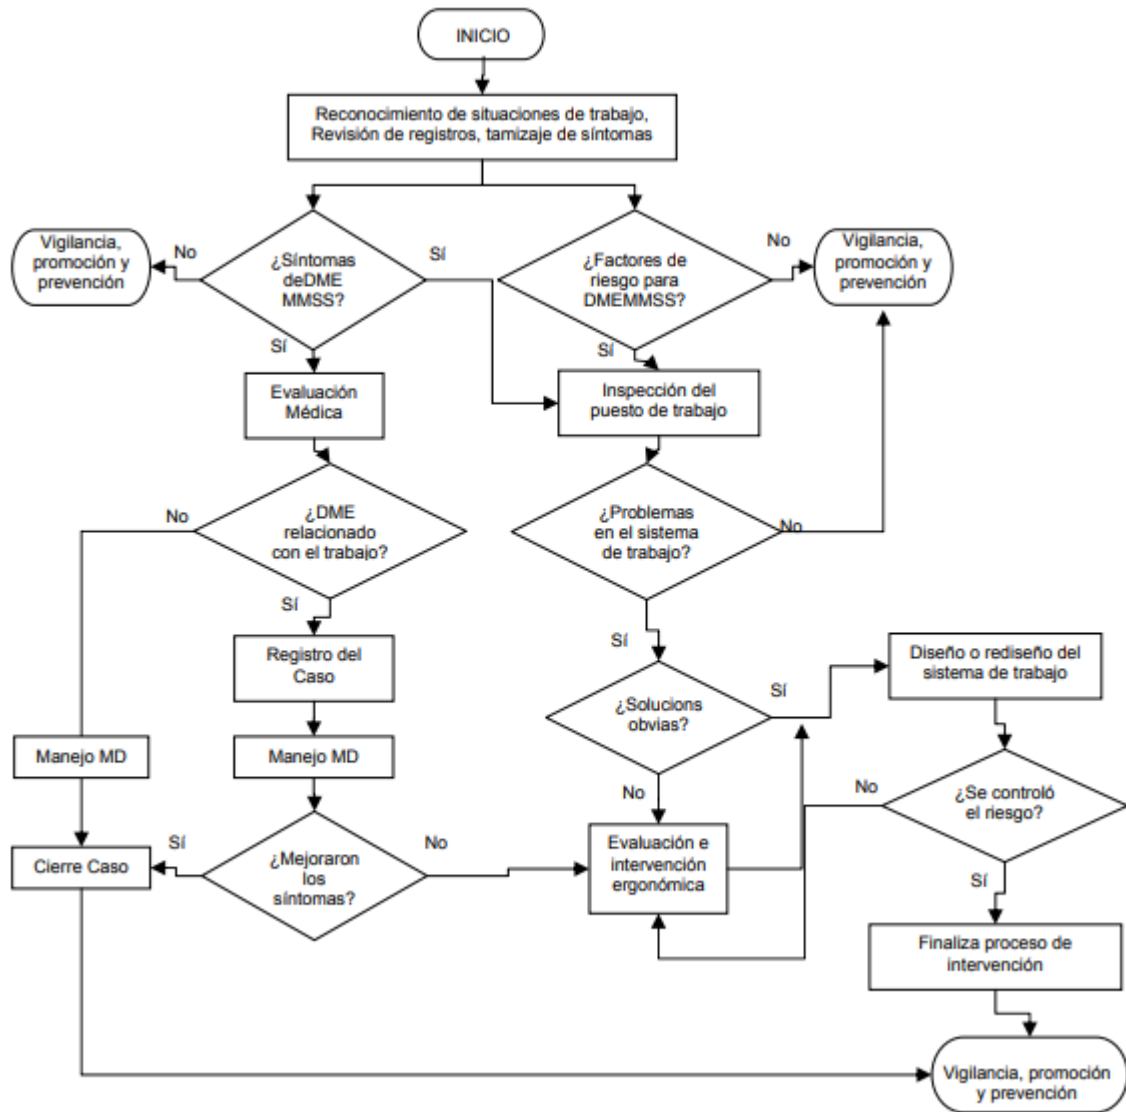 INICIO
Reconocimiento de situaciones de trabajo,
Revisión de registros, tamizaje de síntomas
Vigilancia,
promoción y
prevención
No
¿Síntomas
deDME
MMSS?
Sí
¿Factores de
riesgo para
DMEMMSS?
No
Vigilancia,
promoción y
prevención
Sí
Sí
Evaluación
Médica
Inspección del
puesto de trabajo
No
¿DME
relacionado
con el trabajo?
¿Problemas
en el sistema
de trabajo?
No
Sí
Sí
Registro del
Caso
Diseño o rediseño del
sistema de trabajo
¿Solucions
obvias?
Sí
Manejo MD
Manejo MD
No
No
¿Se controló
el riesgo?
Cierre Caso
Sí
¿Mejoraron
los
síntomas?
No
Evaluación e
intervención
ergonómica
Sí
Finaliza proceso de
intervención
Vigilancia, promoción
y prevención